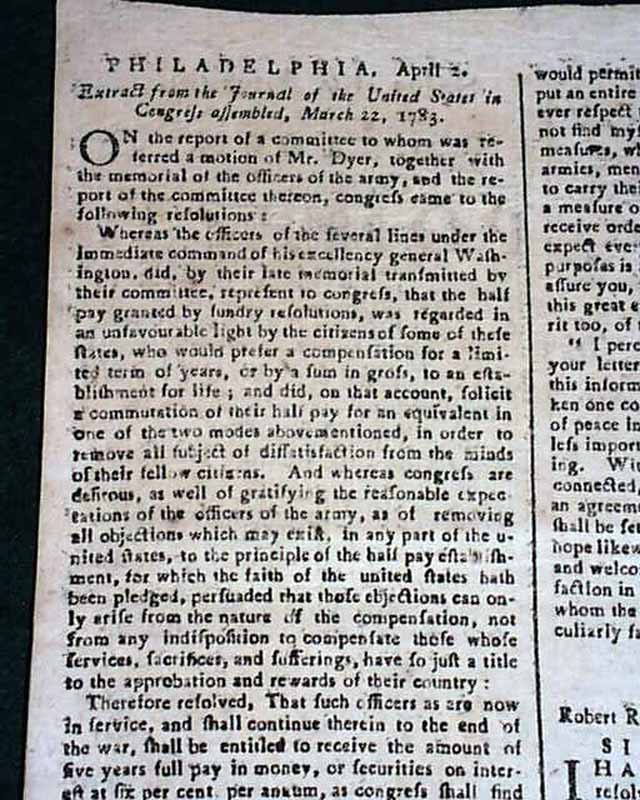 PHILADELPHIA, April 2.
Extract from the Journal of the United States in
Congreſs aſſembled, March 22, 1783.
ON the report of a committee to whom was re-
ferred a motion of Mr. Dyer, together with
the memorial of the officers of the army, and the re-
port of the committee thereon, congreſs came to the
following reſolutions:
Whereas the officers of the ſeveral lines under the
immediate command of his excellency general Waſh-
ington, did, by their late memorial tranſmitted by
their committee, repreſent to congreſs, that the half
pay granted by ſundry reſolutions, was regarded in
an unfavourable light by the citizens of ſome of theſe
ſtates, who would prefer a compenſation for a limi-
ted term of years, or by a ſum in groſs, to an eſta-
bliſhment for life; and did, on that account, ſolicit
a commutation of their half pay for an equivalent in
one of the two modes abovementioned, in order to
remove all ſubject of diſſatisfaction from the minds
of their fellow citizens. And whereas congreſs are
deſirous, as well of gratifying the reaſonable expec-
tations of the officers of the army, as of removing
all objections which may exiſt, in any part of the u-
nited ſtates, to the principle of the half pay eſtabliſh-
ment, for which the faith of the united ſtates hath
been pledged, perſuaded that thoſe objections can on-
ly ariſe from the nature of the compenſation, not
from any indiſpoſition to compenſate thoſe whoſe
ſervices, ſacrifices, and ſufferings, have ſo juſt a title
to the approbation and rewards of their country:
Therefore reſolved, That ſuch officers as are now
in ſervice, and ſhall continue therein to the end of
the war, ſhall be entitled to receive the amount of
five years full pay in money, or ſecurities on inter-
eſt at ſix per cent. per annum, as congreſs ſhall find
would permit
put an entire
ever reſpect
not find my
meaſures, wh
armies, men
to carry thei
a meaſure o
receive orde
expect eve
purpoſes is
aſſure you,
this great e
rit too, of
"I perc
your letter
this inform
ken one co
of peace in
leſs import
ing. Wit
connected,
an agreeme
ſhall be ſet
hope likew
and welco
faction in
whom the
culiarly fa
Robert R
S I
HA
reſol